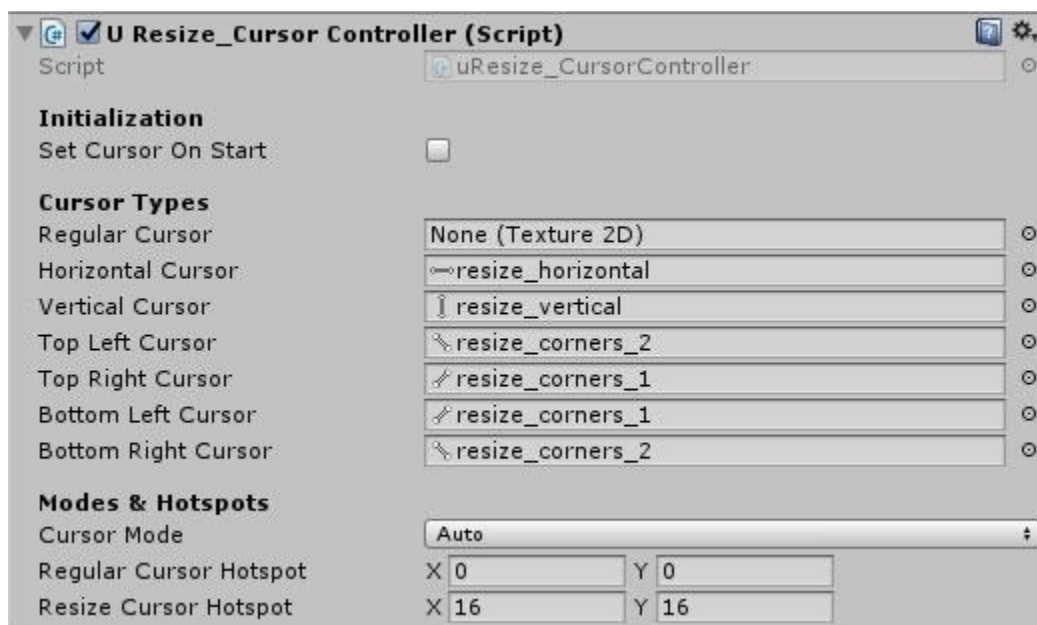 U Resize_Cursor Controller (Script)
Script uResize_CursorController
Initialization
Set Cursor On Start
Cursor Types
Regular Cursor None (Texture 2D)
Horizontal Cursor resize_horizontal
Vertical Cursor resize_vertical
Top Left Cursor resize_corners_2
Top Right Cursor resize_corners_1
Bottom Left Cursor resize_corners_1
Bottom Right Cursor resize_corners_2
Modes & Hotspots
Cursor Mode Auto
Regular Cursor Hotspot X 0 Y 0
Resize Cursor Hotspot X 16 Y 16